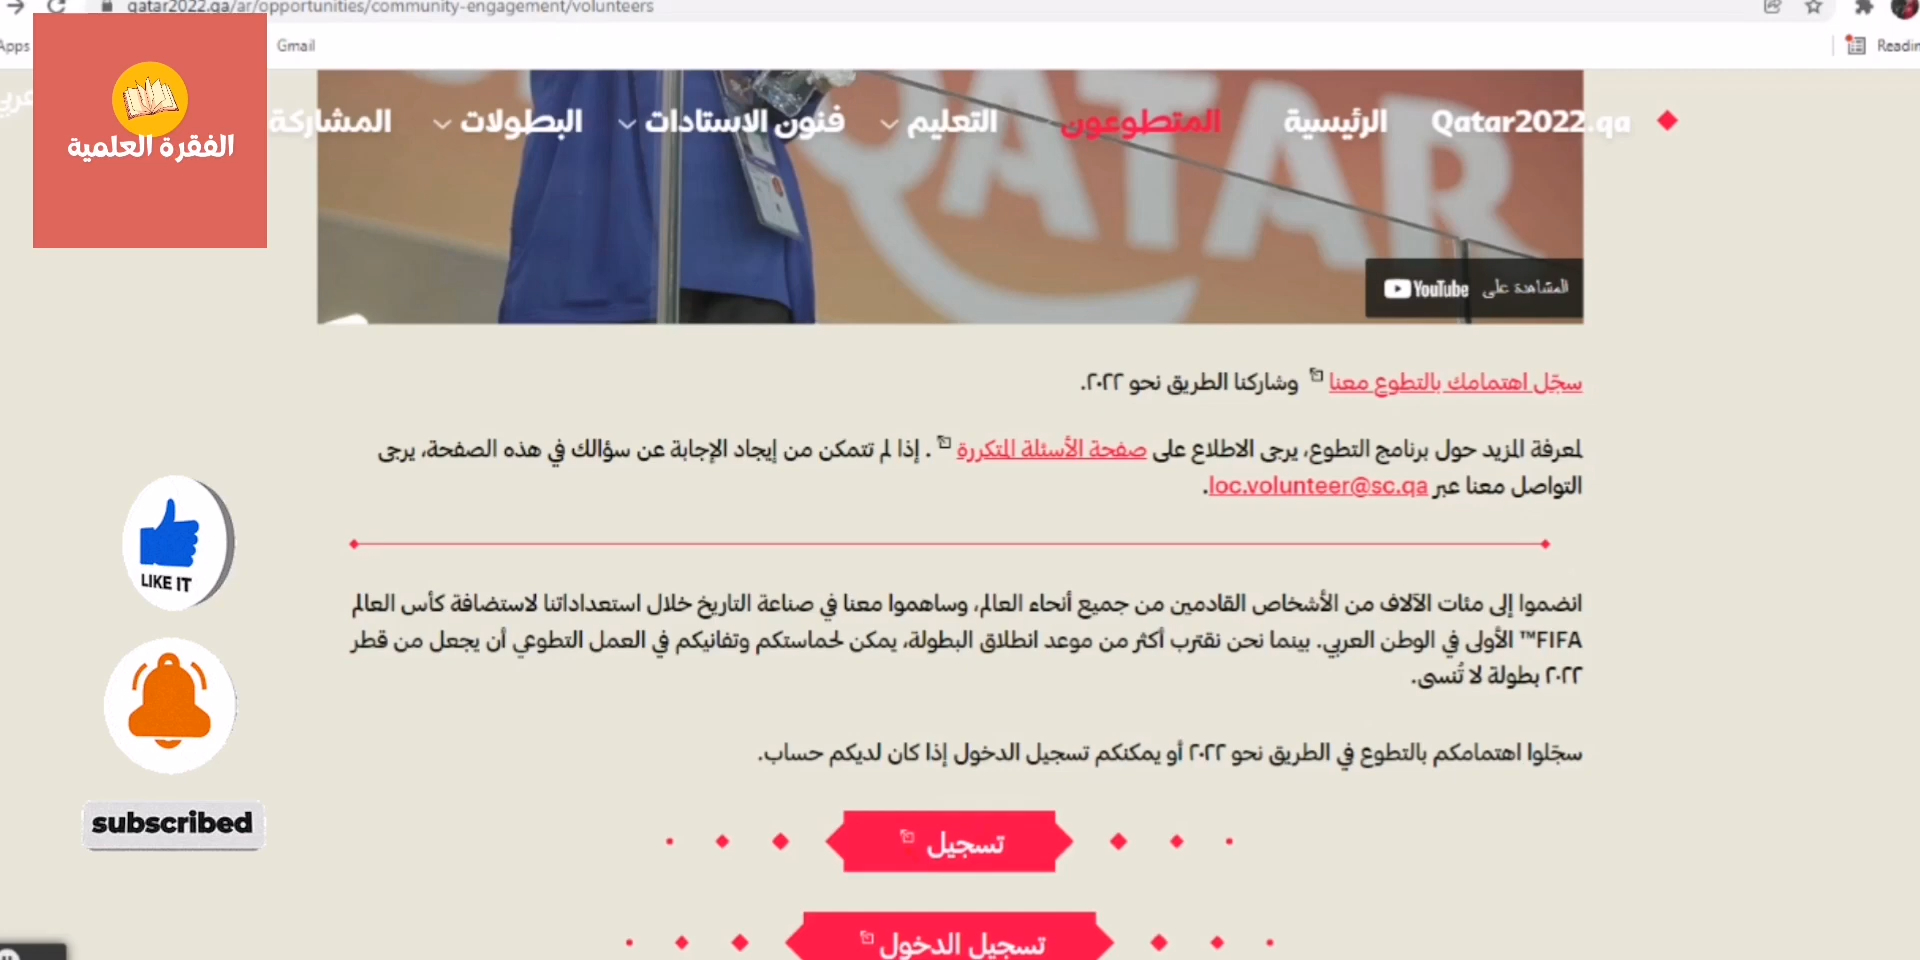 qatar2022.qa/ar/opportunities/community-engagement/volunteers
Apps
Gmail
Readin
الفقرة العلمية
Qatar2022.qa
الرئيسية
المتطوعون
التعليم
فنون الاستادات
البطولات
المشاركة
QATAR
المشاهدة على YouTube
سجّل اهتمامك بالتطوع معنا وشاركنا الطريق نحو ٢٠٢٢.
لمعرفة المزيد حول برنامج التطوع، يرجى الاطلاع على صفحة الأسئلة المتكررة . إذا لم تتمكن من إيجاد الإجابة عن سؤالك في هذه الصفحة، يرجى
التواصل معنا عبر loc.volunteer@sc.qa.
انضموا إلى مئات الآلاف من الأشخاص القادمين من جميع أنحاء العالم، وساهموا معنا في صناعة التاريخ خلال استعداداتنا لاستضافة كأس العالم
FIFA™ الأولى في الوطن العربي. بينما نحن نقترب أكثر من موعد انطلاق البطولة، يمكن لحماستكم وتفانيكم في العمل التطوعي أن يجعل من قطر
٢٠٢٢ بطولة لا تُنسى.
سجّلوا اهتمامكم بالتطوع في الطريق نحو ٢٠٢٢ أو يمكنكم تسجيل الدخول إذا كان لديكم حساب.
تسجيل
تسجيل الدخول
LIKE IT
subscribed